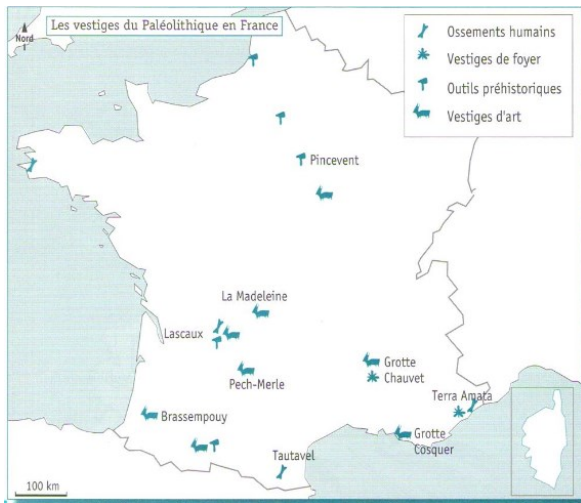 Les vestiges du Paléolithique en France
Nord
Ossements humains
Vestiges de foyer
Outils préhistoriques
Vestiges d'art
Pincevent
La Madeleine
Lascaux
Pech-Merle
Grotte
Chauvet
Terra Amata
Brassempouy
Grotte
Cosquer
Tautavel
100 km